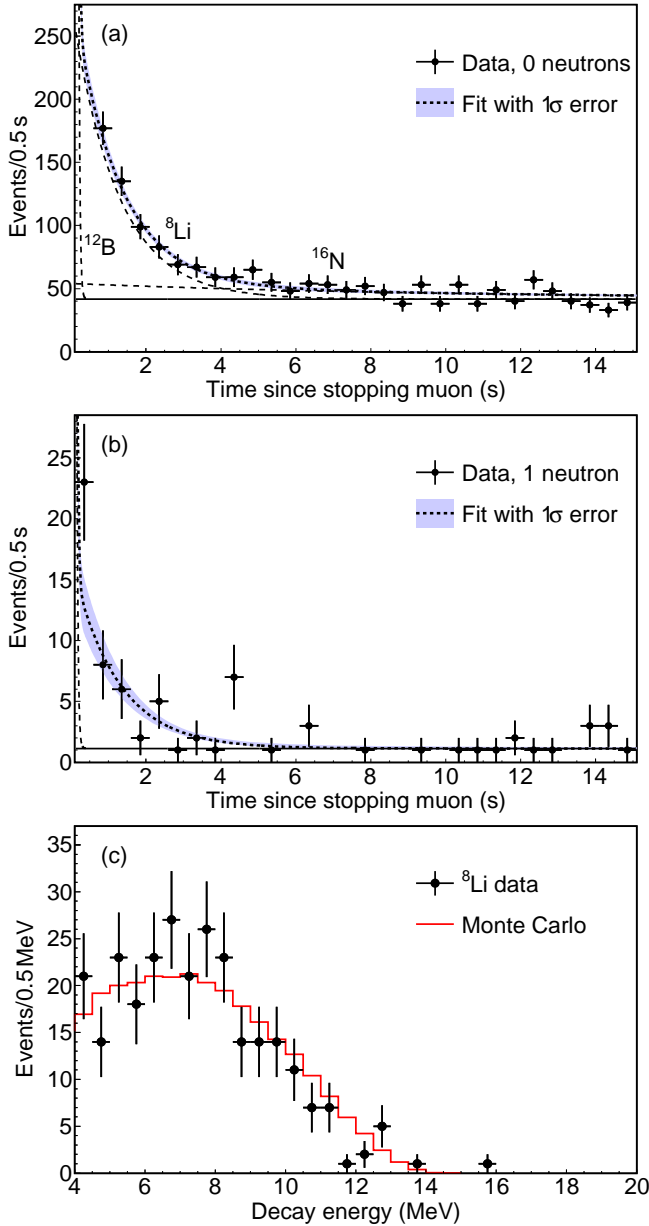 (a)
Data, 0 neutrons
Fit with 1σ error
¹²B
⁸Li
¹⁶N
Events/0.5 s
250
200
150
100
50
0
2 4 6 8 10 12 14
Time since stopping muon (s)
(b)
Data, 1 neutron
Fit with 1σ error
Events/0.5 s
25
20
15
10
5
0
2 4 6 8 10 12 14
Time since stopping muon (s)
(c)
⁸Li data
Monte Carlo
Events/0.5 MeV
35
30
25
20
15
10
5
0
4 6 8 10 12 14 16 18 20
Decay energy (MeV)